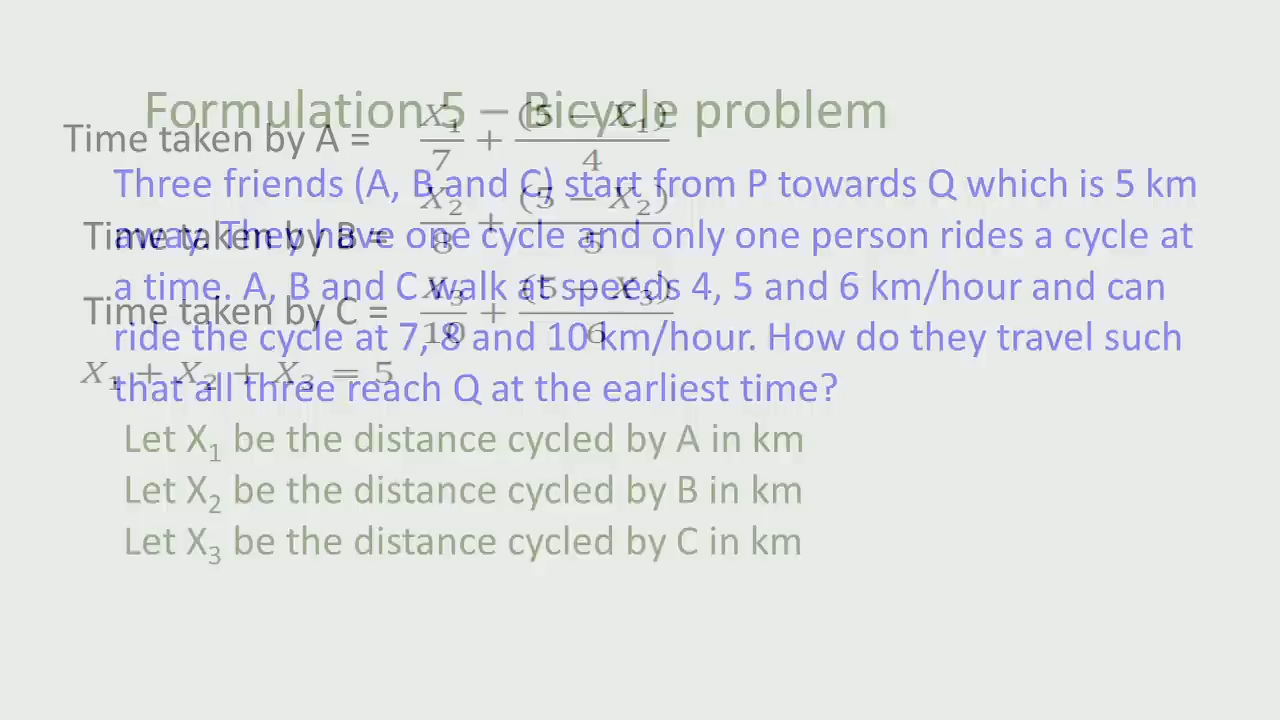 Formulation 5 – Bicycle problem
Three friends (A, B and C) start from P towards Q which is 5 km
away. They have one cycle and only one person rides a cycle at
a time. A, B and C walk at speeds 4, 5 and 6 km/hour and can
ride the cycle at 7, 8 and 10 km/hour. How do they travel such
that all three reach Q at the earliest time?
Let X₁ be the distance cycled by A in km
Let X₂ be the distance cycled by B in km
Let X₃ be the distance cycled by C in km
Time taken by A = X₁/7 + (5 − X₁)/4
Time taken by B = X₂/8 + (5 − X₂)/5
Time taken by C = X₃/10 + (5 − X₃)/6
X₁ + X₂ + X₃ = 5